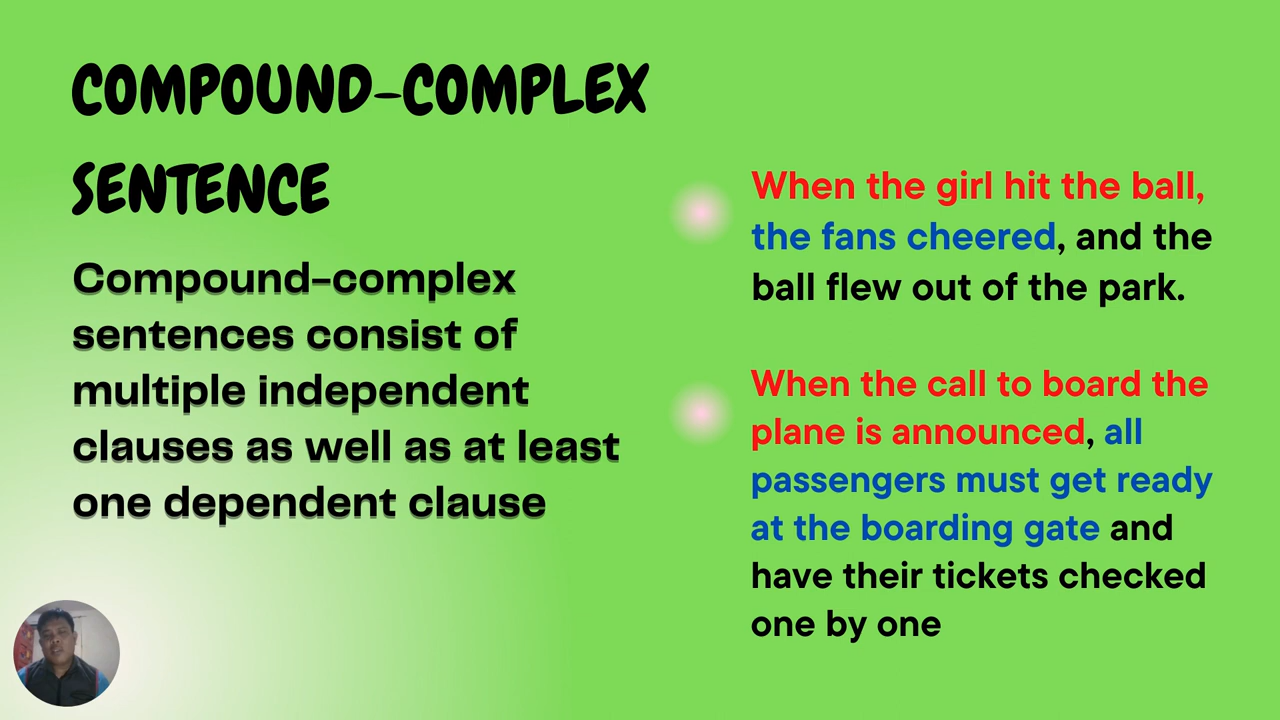 COMPOUND-COMPLEX
SENTENCE
Compound-complex
sentences consist of
multiple independent
clauses as well as at least
one dependent clause
When the girl hit the ball,
the fans cheered, and the
ball flew out of the park.
When the call to board the
plane is announced, all
passengers must get ready
at the boarding gate and
have their tickets checked
one by one